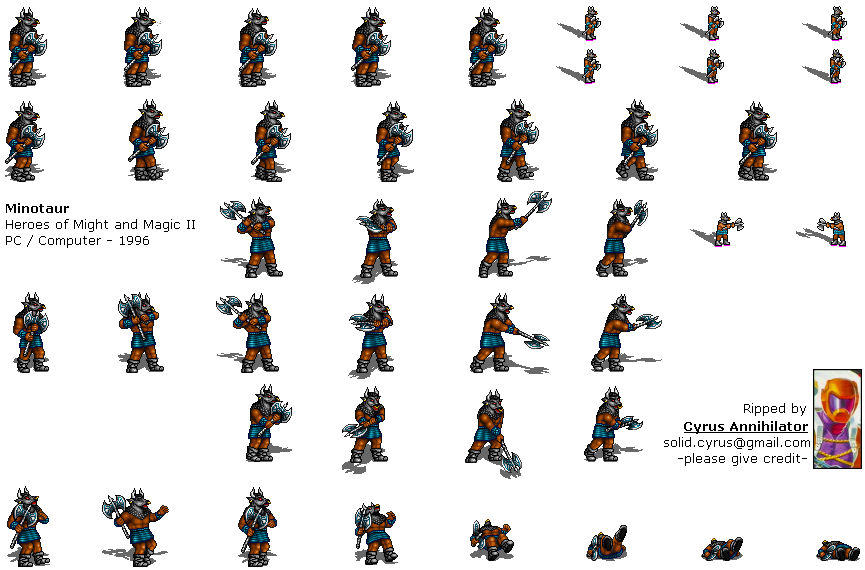 Minotaur
Heroes of Might and Magic II
PC / Computer - 1996
Ripped by
Cyrus Annihilator
solid.cyrus@gmail.com
-please give credit-